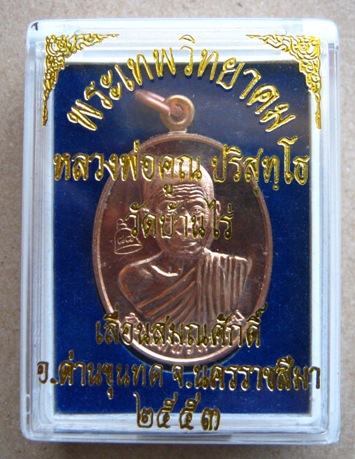 พระเทพวิทยาคม
หลวงพ่อคูณ ปริสุทฺโธ
วัดบ้านไร่
เลื่อนสมณศักดิ์
อ.ด่านขุนทด จ.นครราชสีมา
๒๕๕๓